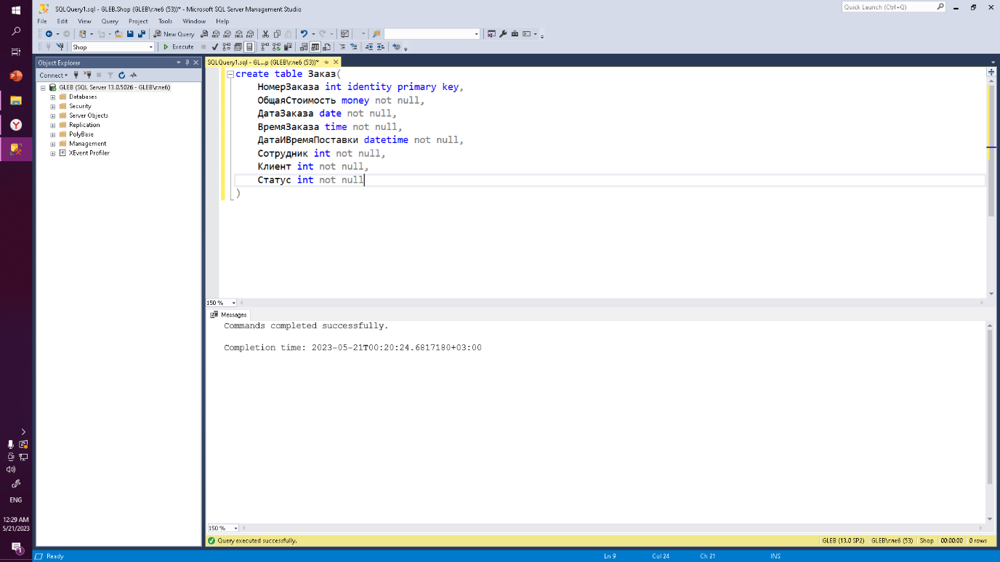 SQLQuery1.sql - GLEB.Shop (GLEB\гле6 (53))* - Microsoft SQL Server Management Studio
Quick Launch (Ctrl+Q)
File Edit View Query Project Tools Window Help
New Query
Shop
Execute
Object Explorer
SQLQuery1.sql - GL...p (GLEB\гле6 (53))*
Connect
GLEB (SQL Server 13.0.5026 - GLEB\гле6)
Databases
Security
Server Objects
Replication
PolyBase
Management
XEvent Profiler
create table Заказ(
НомерЗаказа int identity primary key,
ОбщаяСтоимость money not null,
ДатаЗаказа date not null,
ВремяЗаказа time not null,
ДатаИВремяПоставки datetime not null,
Сотрудник int not null,
Клиент int not null,
Статус int not null
)
150 %
Messages
Commands completed successfully.
Completion time: 2023-05-21T00:20:24.6817180+03:00
150 %
Query executed successfully.
GLEB (13.0 SP2) GLEB\гле6 (53) Shop 00:00:00 0 rows
Ready
Ln 9 Col 24 Ch 21 INS
ENG
12:29 AM
5/21/2023
1